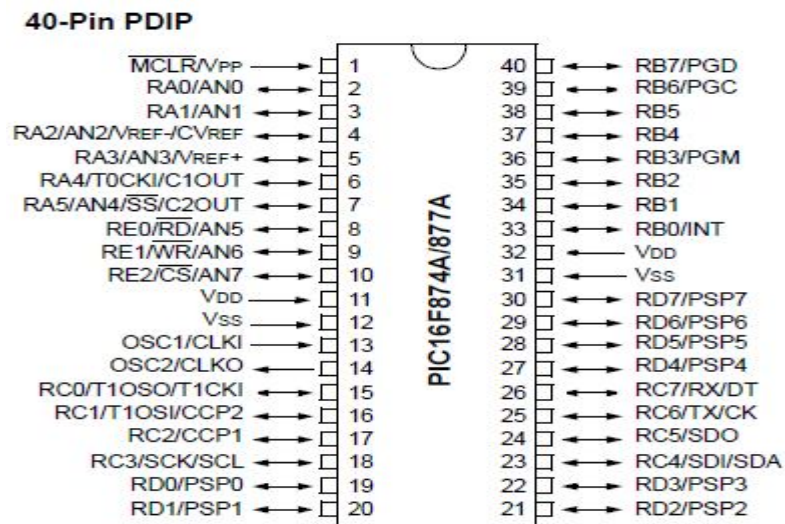 40-Pin PDIP
MCLR/VPP 1 40 RB7/PGD
RA0/AN0 2 39 RB6/PGC
RA1/AN1 3 38 RB5
RA2/AN2/VREF-/CVREF 4 37 RB4
RA3/AN3/VREF+ 5 36 RB3/PGM
RA4/T0CKI/C1OUT 6 35 RB2
RA5/AN4/SS/C2OUT 7 34 RB1
RE0/RD/AN5 8 33 RB0/INT
RE1/WR/AN6 9 32 VDD
RE2/CS/AN7 10 31 VSS
VDD 11 30 RD7/PSP7
VSS 12 29 RD6/PSP6
OSC1/CLKI 13 28 RD5/PSP5
OSC2/CLKO 14 27 RD4/PSP4
RC0/T1OSO/T1CKI 15 26 RC7/RX/DT
RC1/T1OSI/CCP2 16 25 RC6/TX/CK
RC2/CCP1 17 24 RC5/SDO
RC3/SCK/SCL 18 23 RC4/SDI/SDA
RD0/PSP0 19 22 RD3/PSP3
RD1/PSP1 20 21 RD2/PSP2
PIC16F874A/877A